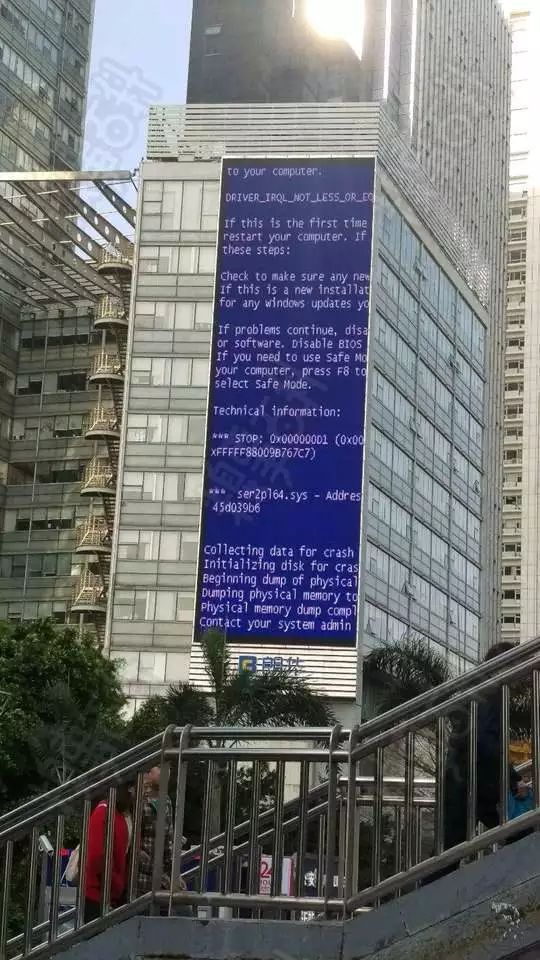 to your computer.
DRIVER_IRQL_NOT_LESS_OR_EQ
If this is the first time
restart your computer. If
these steps:
Check to make sure any new
If this is a new installat
for any windows updates yo
If problems continue, disa
or software. Disable BIOS
If you need to use Safe Mo
your computer, press F8 to
select Safe Mode.
Technical information:
*** STOP: 0x000000D1 (0x00
xFFFFF88009B767C7)
*** ser2pl64.sys - Addres
45d039b6
Collecting data for crash
Initializing disk for cras
Beginning dump of physical
Dumping physical memory to
Physical memory dump compl
Contact your system admin
24